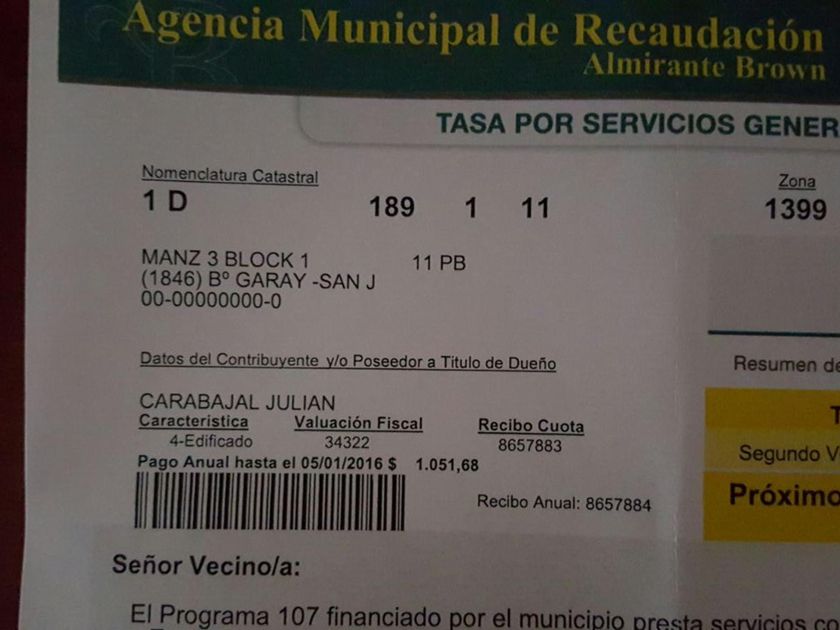 Agencia Municipal de Recaudación
Almirante Brown
TASA POR SERVICIOS GENER
Nomenclatura Catastral
Zona
1 D 189 1 11 1399
MANZ 3 BLOCK 1 11 PB
(1846) Bº GARAY -SAN J
00-00000000-0
Datos del Contribuyente y/o Poseedor a Titulo de Dueño
Resumen de
CARABAJAL JULIAN
Caracteristica Valuación Fiscal Recibo Cuota
4-Edificado 34322 8657883
Segundo V
Pago Anual hasta el 05/01/2016 $ 1.051,68
Próximo
Recibo Anual: 8657884
Señor Vecino/a:
El Programa 107 financiado por el municipio presta servicios co